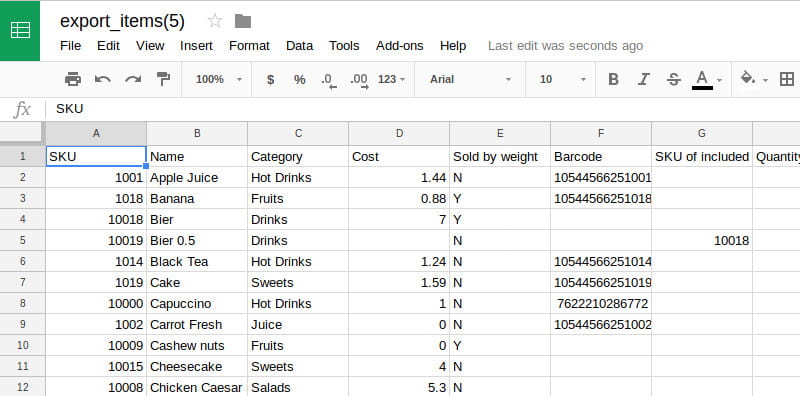 export_items(5)
File Edit View Insert Format Data Tools Add-ons Help Last edit was seconds ago
100% $ % .0 .00 123 Arial 10 B I S A
fx SKU
A B C D E F G
1 SKU Name Category Cost Sold by weight Barcode SKU of included Quantity
2 1001 Apple Juice Hot Drinks 1.44 N 10544566251001
3 1018 Banana Fruits 0.88 Y 10544566251018
4 10018 Bier Drinks 7 Y
5 10019 Bier 0.5 Drinks N 10018
6 1014 Black Tea Hot Drinks 1.24 N 10544566251014
7 1019 Cake Sweets 1.59 N 10544566251019
8 10000 Capuccino Hot Drinks 1 N 7622210286772
9 1002 Carrot Fresh Juice 0 N 10544566251002
10 10009 Cashew nuts Fruits 0 Y
11 10015 Cheesecake Sweets 4 N
12 10008 Chicken Caesar Salads 5.3 N